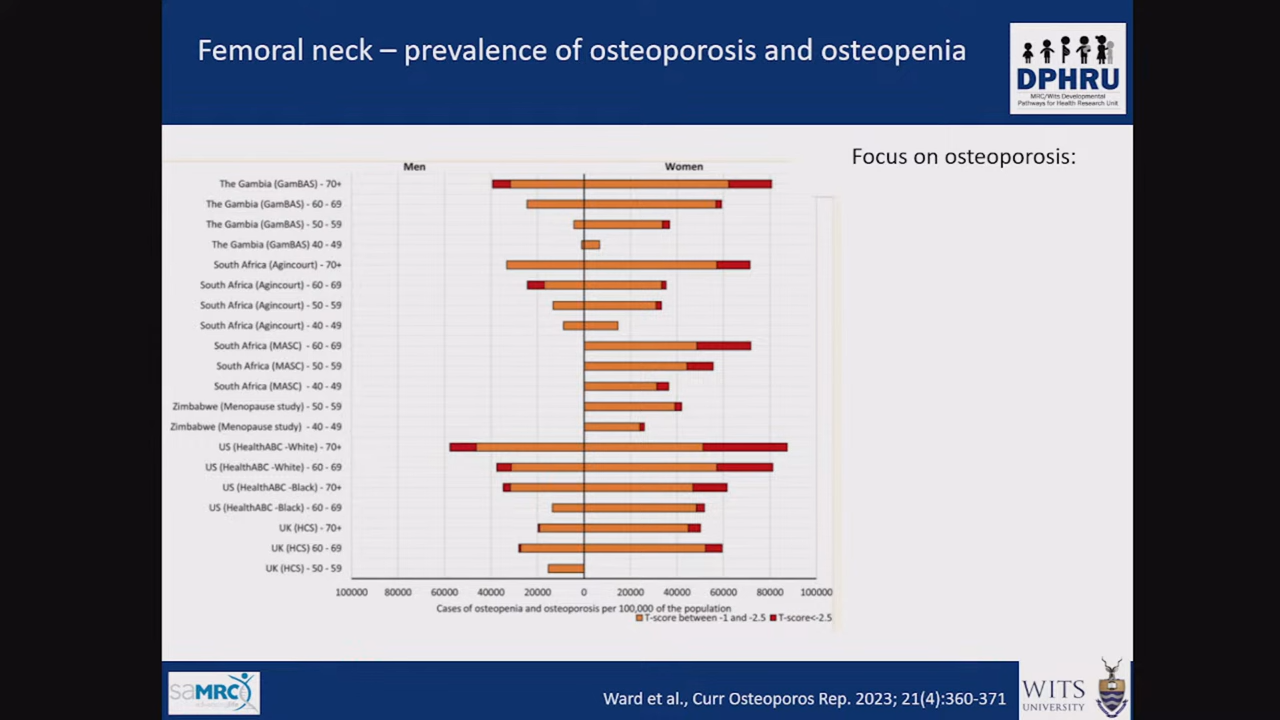 Femoral neck – prevalence of osteoporosis and osteopenia
DPHRU
MRC/Wits Developmental
Pathways for Health Research Unit
Focus on osteoporosis:
Men Women
The Gambia (GamBAS) - 70+
The Gambia (GamBAS) - 60 - 69
The Gambia (GamBAS) - 50 - 59
The Gambia (GamBAS) 40 - 49
South Africa (Agincourt) - 70+
South Africa (Agincourt) - 60 - 69
South Africa (Agincourt) - 50 - 59
South Africa (Agincourt) - 40 - 49
South Africa (MASC) - 60 - 69
South Africa (MASC) - 50 - 59
South Africa (MASC) - 40 - 49
Zimbabwe (Menopause study) - 50 - 59
Zimbabwe (Menopause study) - 40 - 49
US (HealthABC -White) - 70+
US (HealthABC -White) - 60 - 69
US (HealthABC -Black) - 70+
US (HealthABC -Black) - 60 - 69
UK (HCS) - 70+
UK (HCS) 60 - 69
UK (HCS) - 50 - 59
100000 80000 60000 40000 20000 0 20000 40000 60000 80000 100000
Cases of osteopenia and osteoporosis per 100,000 of the population
T-score between -1 and -2.5 T-score<-2.5
saMRC
Ward et al., Curr Osteoporos Rep. 2023; 21(4):360-371
WITS
UNIVERSITY